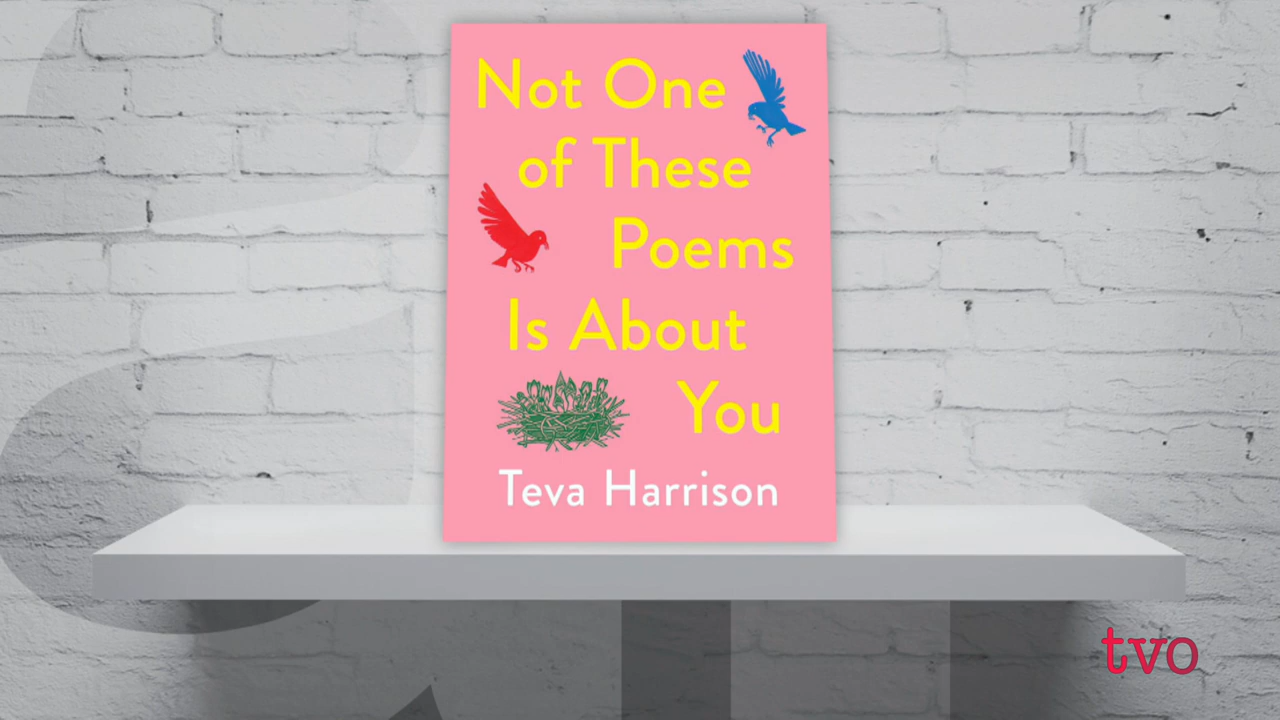 Not One
of These
Poems
Is About
You
Teva Harrison
tvo